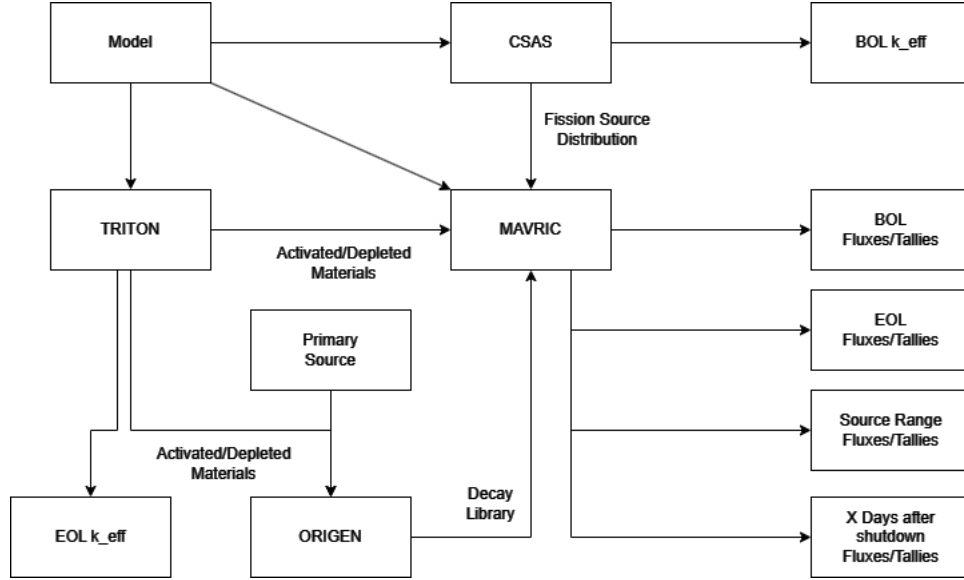 Model
CSAS
BOL k_eff
Fission Source
Distribution
TRITON
MAVRIC
BOL
Fluxes/Tallies
Activated/Depleted
Materials
Primary
Source
EOL
Fluxes/Tallies
Source Range
Fluxes/Tallies
Activated/Depleted
Materials
Decay
Library
EOL k_eff
ORIGEN
X Days after
shutdown
Fluxes/Tallies